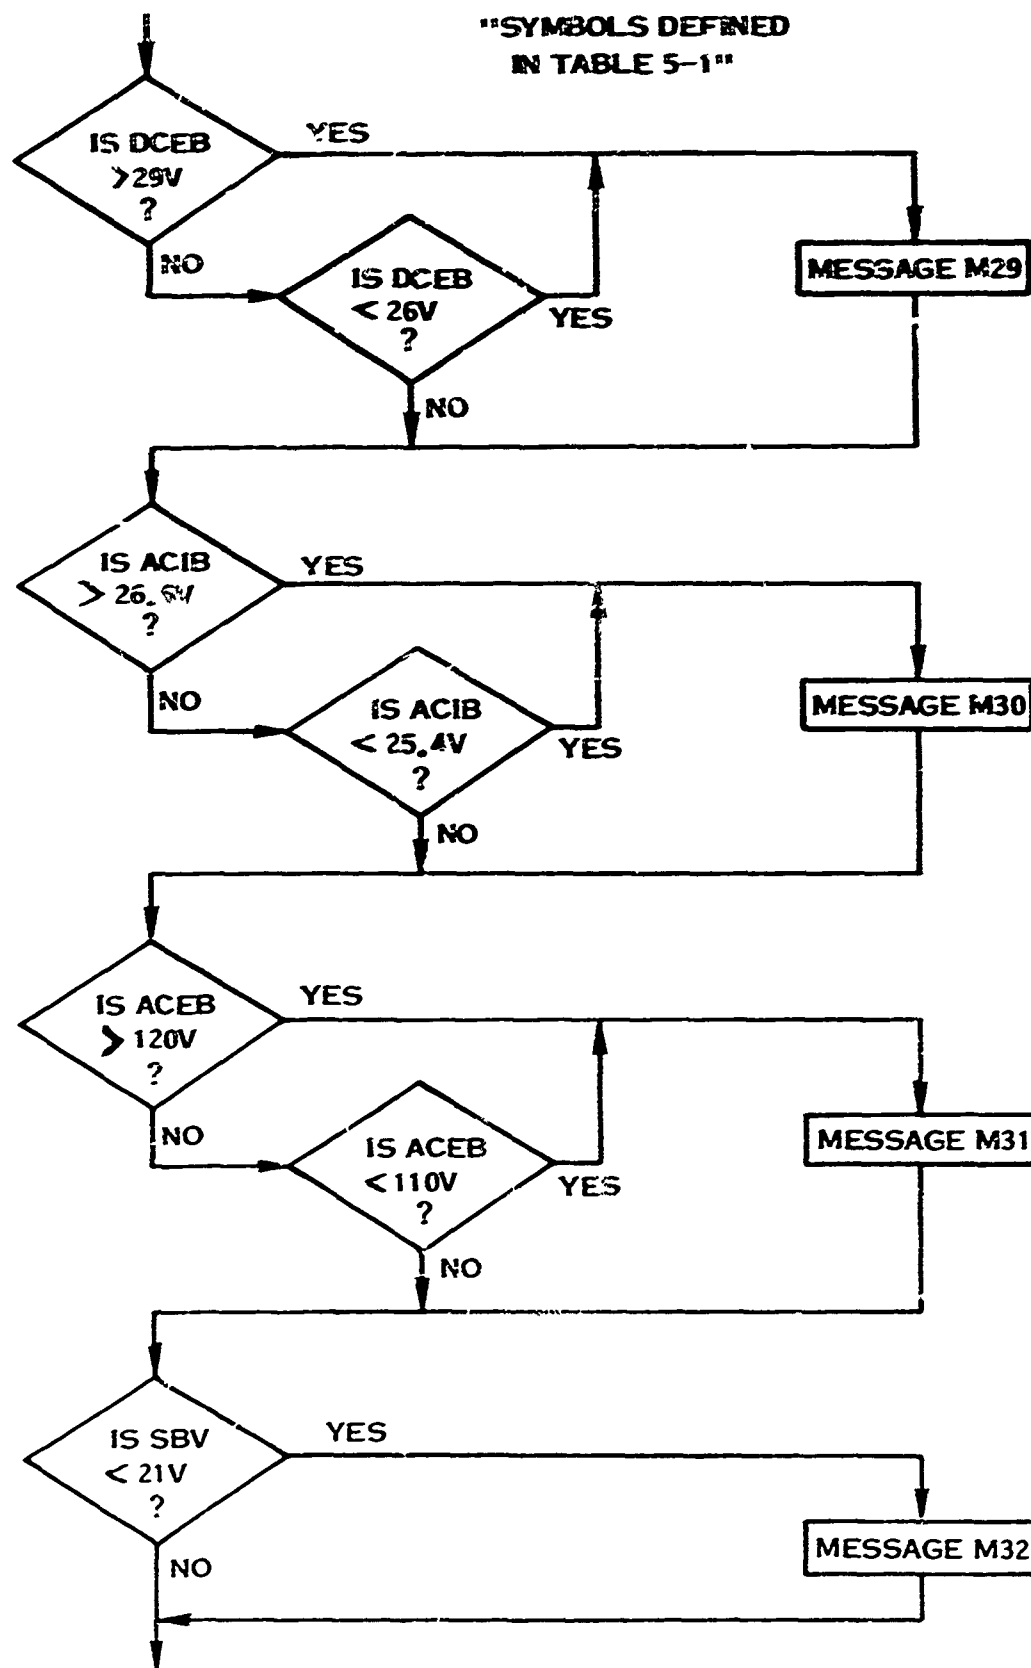 ""SYMBOLS DEFINED
IN TABLE 5-1""
IS DCEB
>29V
?
YES
NO
IS DCEB
< 26V
?
YES
NO
MESSAGE M29
IS ACIB
> 26.6V
?
YES
NO
IS ACIB
< 25.4V
?
YES
NO
MESSAGE M30
IS ACEB
> 120V
?
YES
NO
IS ACEB
<110V
?
YES
NO
MESSAGE M31
IS SBV
< 21V
?
YES
NO
MESSAGE M32